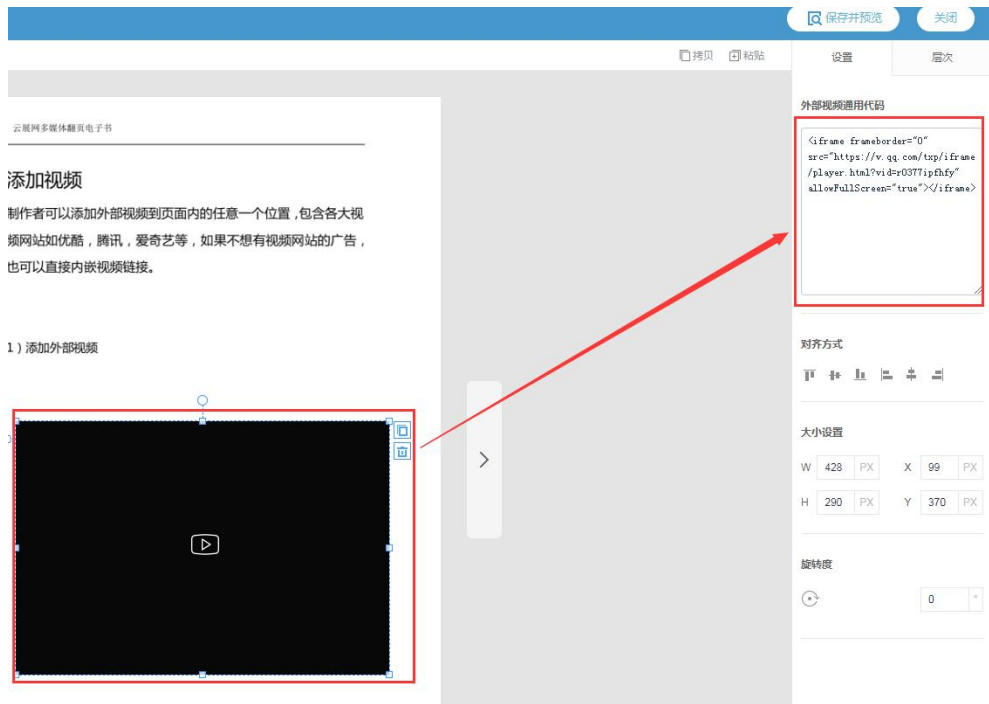 保存并预览
关闭
拷贝
粘贴
设置
层次
云展网多媒体翻页电子书
添加视频
制作者可以添加外部视频到页面内的任意一个位置,包含各大视
频网站如优酷,腾讯,爱奇艺等,如果不想有视频网站的广告,
也可以直接内嵌视频链接。
1)添加外部视频
外部视频通用代码
<iframe frameborder="0"
src="https://v.qq.com/txp/iframe
/player.html?vid=r0377ipfhfy"
allowFullScreen="true"></iframe>
对齐方式
大小设置
W 428 PX X 99 PX
H 290 PX Y 370 PX
旋转度
0 °